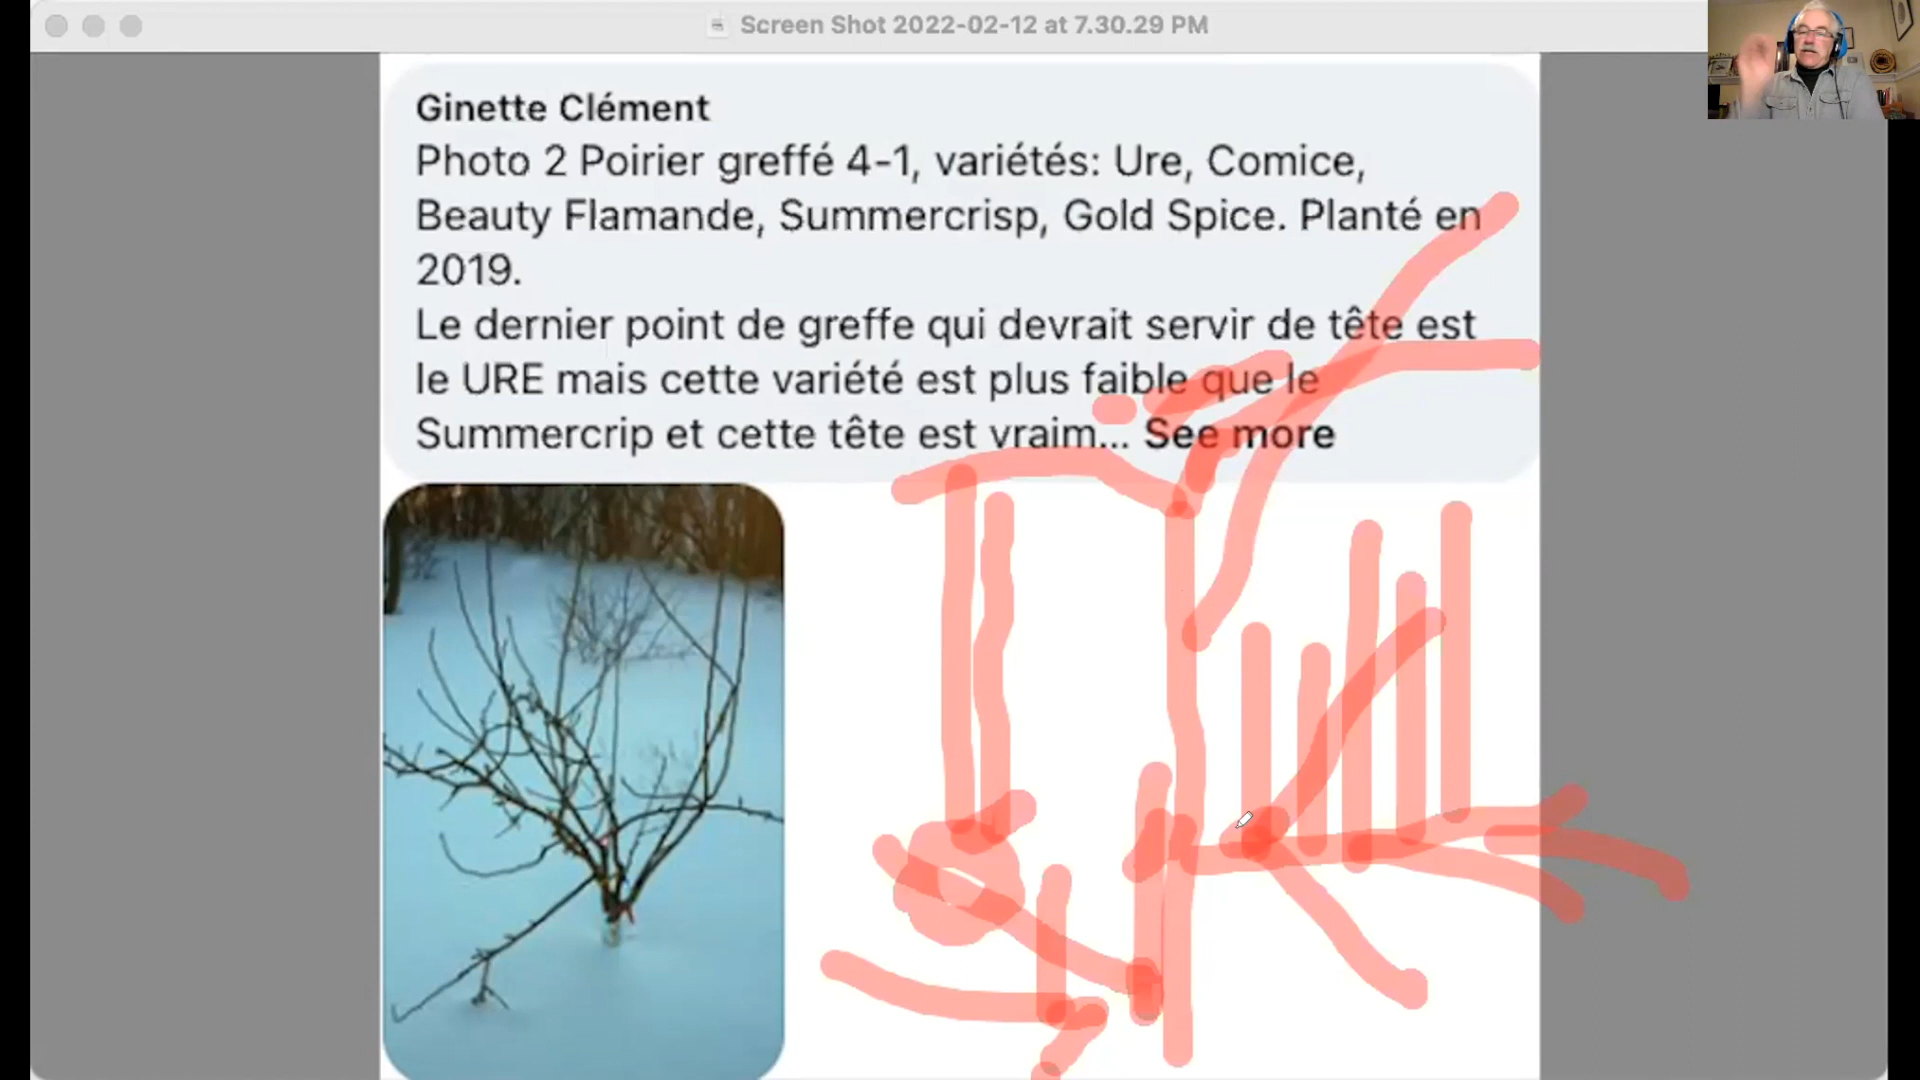 Screen Shot 2022-02-12 at 7.30.29 PM
Ginette Clément
Photo 2 Poirier greffé 4-1, variétés: Ure, Comice,
Beauty Flamande, Summercrisp, Gold Spice. Planté en
2019.
Le dernier point de greffe qui devrait servir de tête est
le URE mais cette variété est plus faible que le
Summercrip et cette tête est vraim... See more